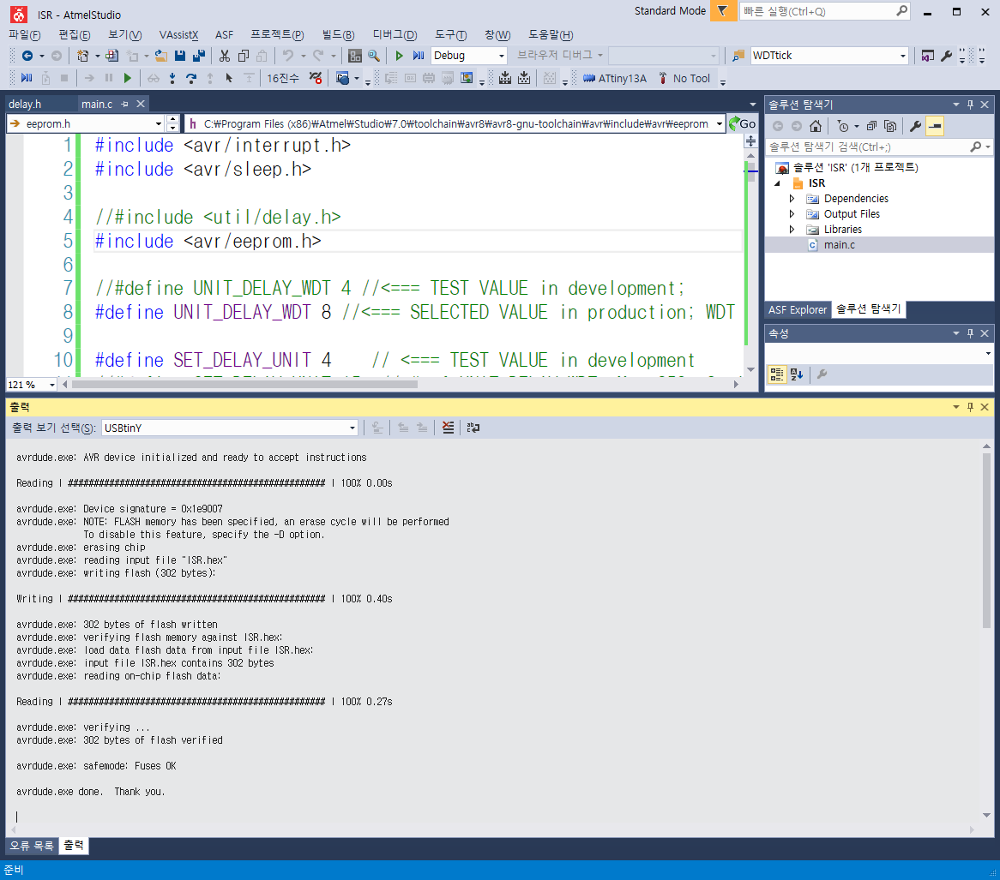 ISR - AtmelStudio
Standard Mode
빠른 실행(Ctrl+Q)
파일(F) 편집(E) 보기(V) VAssistX ASF 프로젝트(P) 빌드(B) 디버그(D) 도구(T) 창(W) 도움말(H)
Debug 브라우저 디버그 WDTtick
16진수 ATtiny13A No Tool
delay.h main.c
eeprom.h
C:￦Program Files (x86)￦Atmel￦Studio￦7.0￦toolchain￦avr8￦avr8-gnu-toolchain￦avr￦include￦avr￦eeprom
Go
1 #include <avr/interrupt.h>
2 #include <avr/sleep.h>
3
4 //#include <util/delay.h>
5 #include <avr/eeprom.h>
6
7 //#define UNIT_DELAY_WDT 4 //<=== TEST VALUE in development;
8 #define UNIT_DELAY_WDT 8 //<=== SELECTED VALUE in production; WDT
9
10 #define SET_DELAY_UNIT 4 // <=== TEST VALUE in development
121 %
솔루션 탐색기
솔루션 탐색기 검색(Ctrl+;)
솔루션 'ISR' (1개 프로젝트)
ISR
Dependencies
Output Files
Libraries
main.c
ASF Explorer 솔루션 탐색기
속성
출력
출력 보기 선택(S): USBtinY
avrdude.exe: AVR device initialized and ready to accept instructions
Reading | ################################################## | 100% 0.00s
avrdude.exe: Device signature = 0x1e9007
avrdude.exe: NOTE: FLASH memory has been specified, an erase cycle will be performed
To disable this feature, specify the -D option.
avrdude.exe: erasing chip
avrdude.exe: reading input file "ISR.hex"
avrdude.exe: writing flash (302 bytes):
Writing | ################################################## | 100% 0.40s
avrdude.exe: 302 bytes of flash written
avrdude.exe: verifying flash memory against ISR.hex:
avrdude.exe: load data flash data from input file ISR.hex:
avrdude.exe: input file ISR.hex contains 302 bytes
avrdude.exe: reading on-chip flash data:
Reading | ################################################## | 100% 0.27s
avrdude.exe: verifying ...
avrdude.exe: 302 bytes of flash verified
avrdude.exe: safemode: Fuses OK
avrdude.exe done. Thank you.
오류 목록 출력
준비